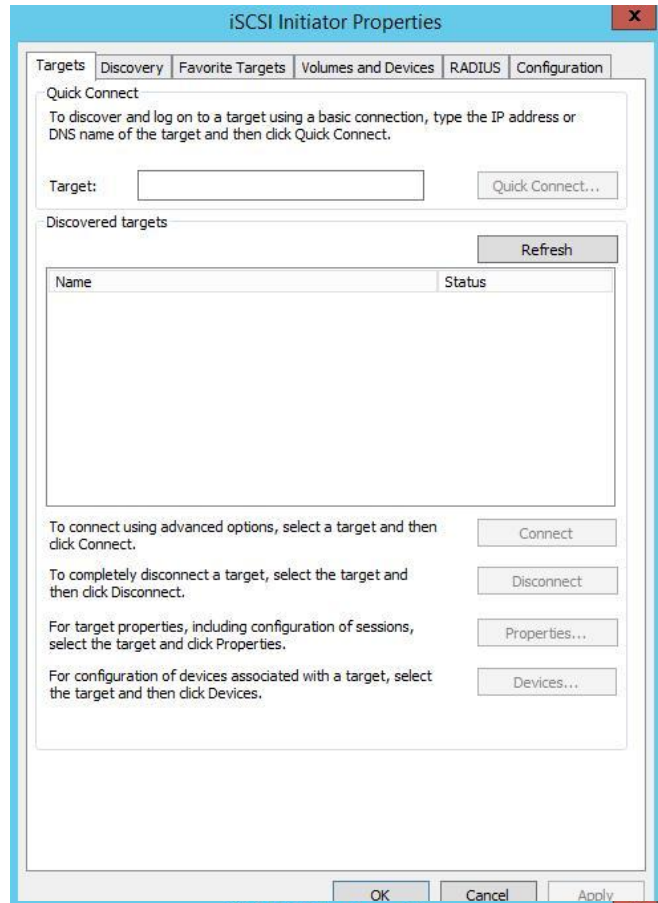 iSCSI Initiator Properties
x
Targets Discovery Favorite Targets Volumes and Devices RADIUS Configuration
Quick Connect
To discover and log on to a target using a basic connection, type the IP address or
DNS name of the target and then click Quick Connect.
Target:
Quick Connect...
Discovered targets
Refresh
Name Status
To connect using advanced options, select a target and then
click Connect.
Connect
To completely disconnect a target, select the target and
then click Disconnect.
Disconnect
For target properties, including configuration of sessions,
select the target and click Properties.
Properties...
For configuration of devices associated with a target, select
the target and then click Devices.
Devices...
OK Cancel Apply